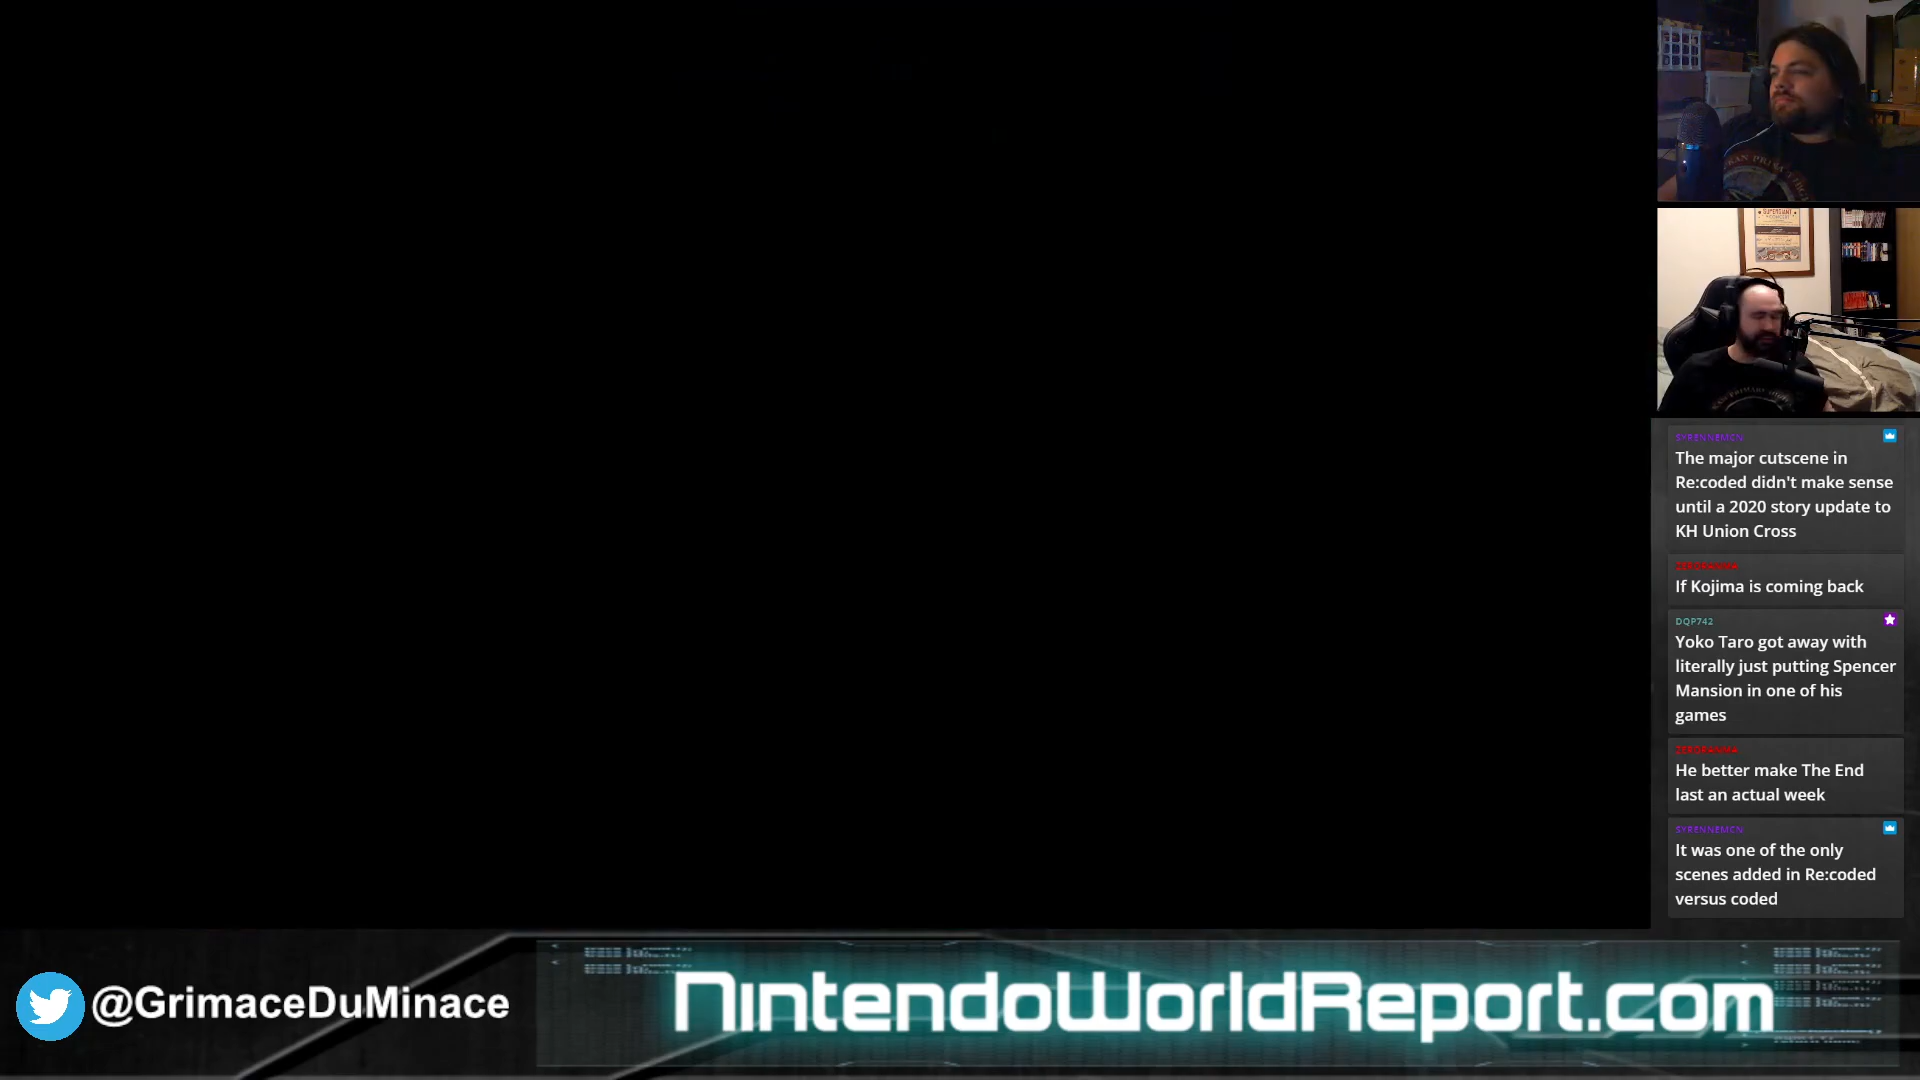 SUPERGIANT
SYRENNEMCN
The major cutscene in
Re:coded didn't make sense
until a 2020 story update to
KH Union Cross
If Kojima is coming back
DQP742
Yoko Taro got away with
literally just putting Spencer
Mansion in one of his
games
He better make The End
last an actual week
SYRENNEMCN
It was one of the only
scenes added in Re:coded
versus coded
@GrimaceDuMinace
NintendoWorldReport.com